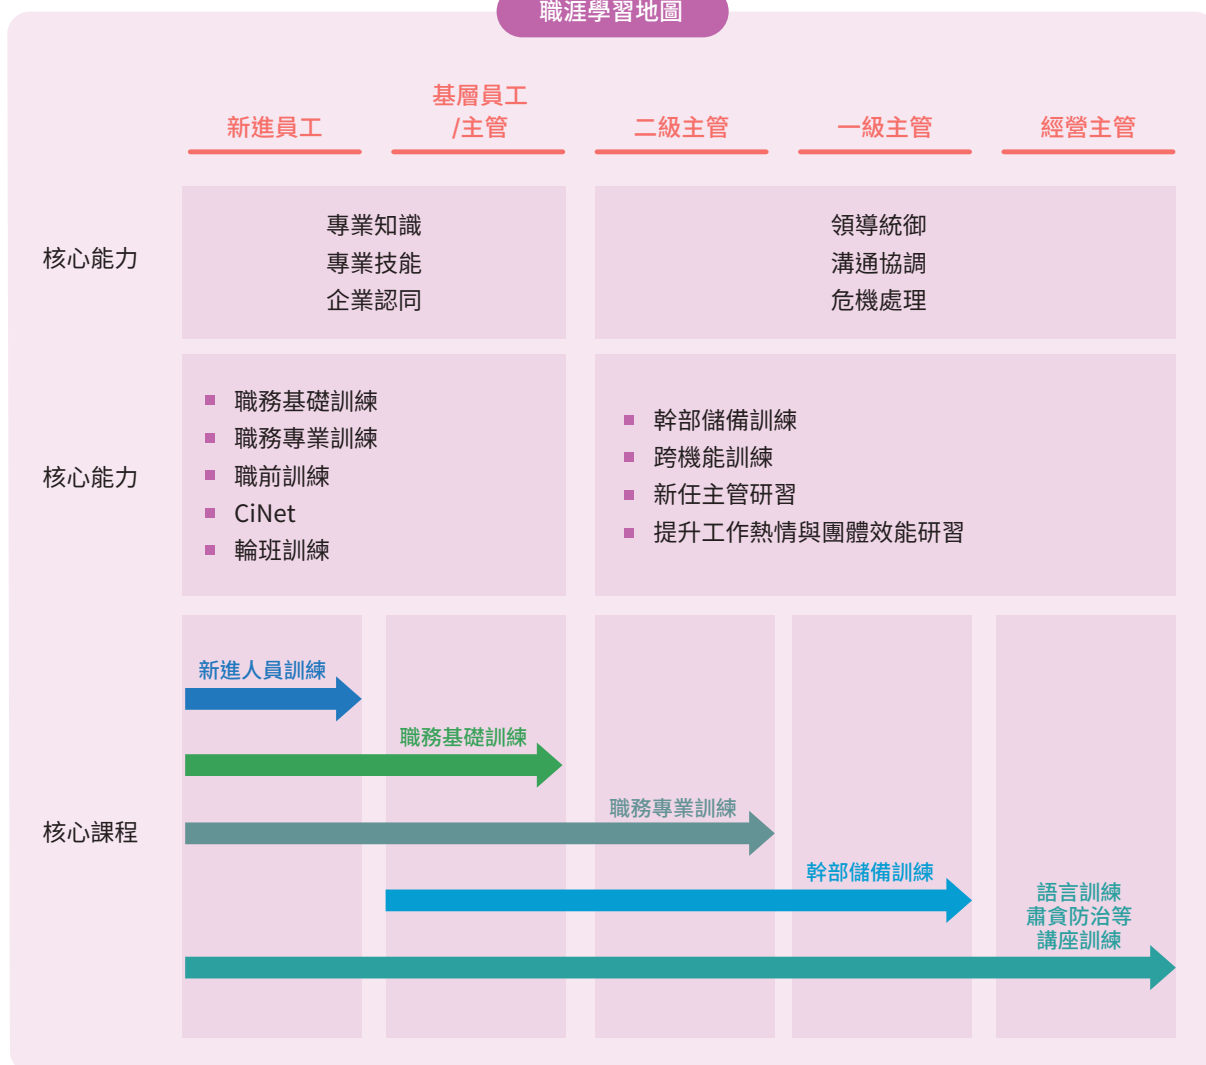 職涯學習地圖
新進員工
基層員工
/主管
二級主管
一級主管
經營主管
核心能力
專業知識
專業技能
企業認同
領導統御
溝通協調
危機處理
核心能力
職務基礎訓練
職務專業訓練
職前訓練
CiNet
輪班訓練
幹部儲備訓練
跨機能訓練
新任主管研習
提升工作熱情與團體效能研習
核心課程
新進人員訓練
職務基礎訓練
職務專業訓練
幹部儲備訓練
語言訓練
肅貪防治等
講座訓練